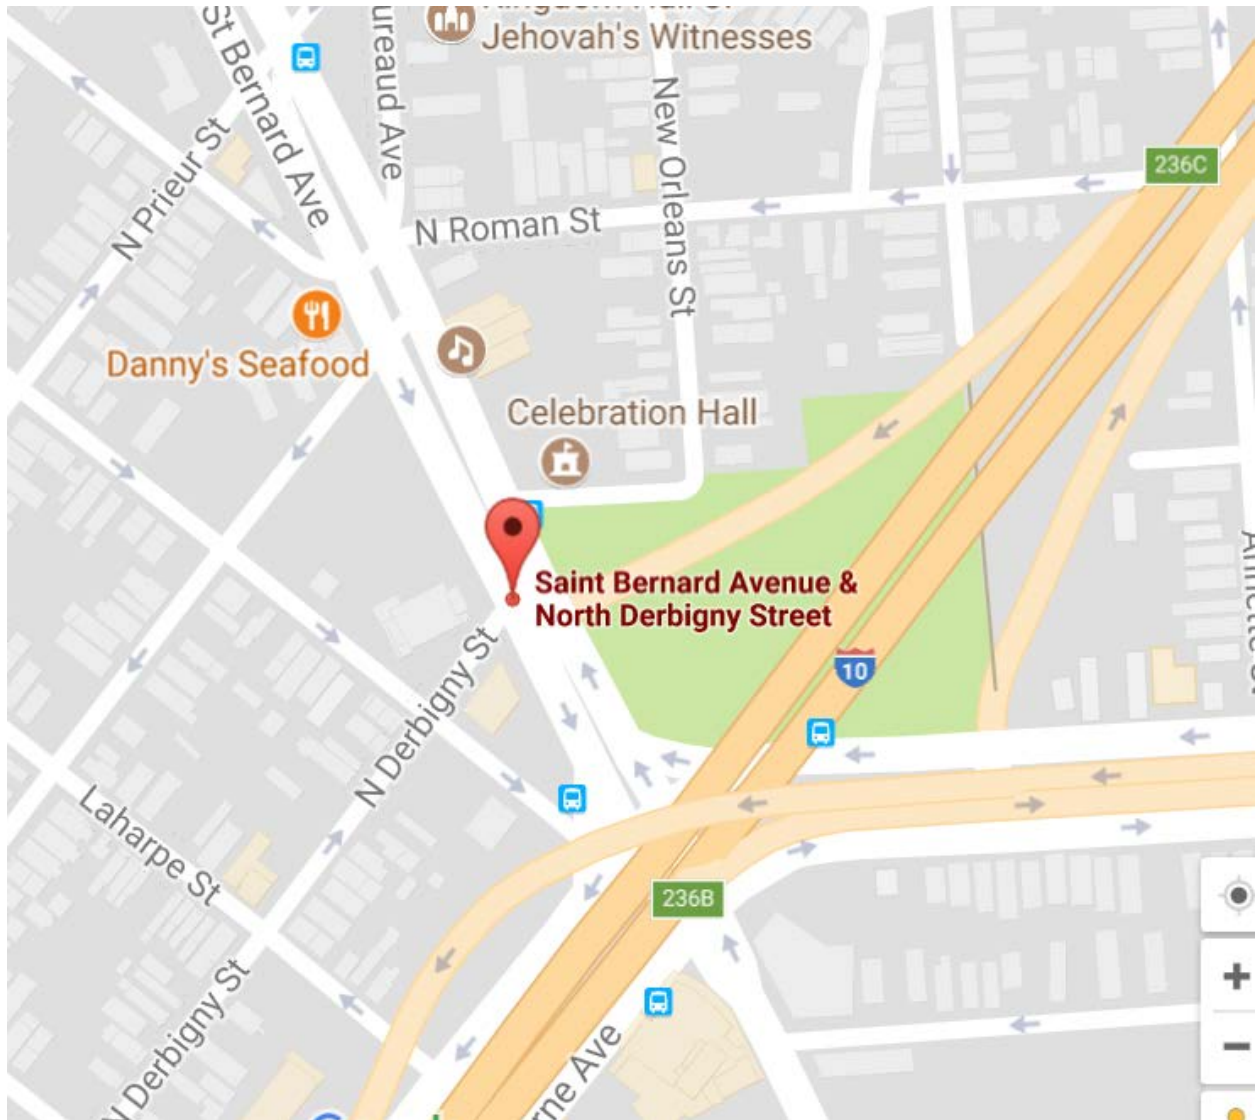 Jehovah's Witnesses
St Bernard Ave
ureaud Ave
New Orleans St
N Prieur St
236C
N Roman St
Danny's Seafood
Celebration Hall
Saint Bernard Avenue &
North Derbigny Street
10
N Derbigny St
Laharpe St
236B
N Derbigny St
rne Ave